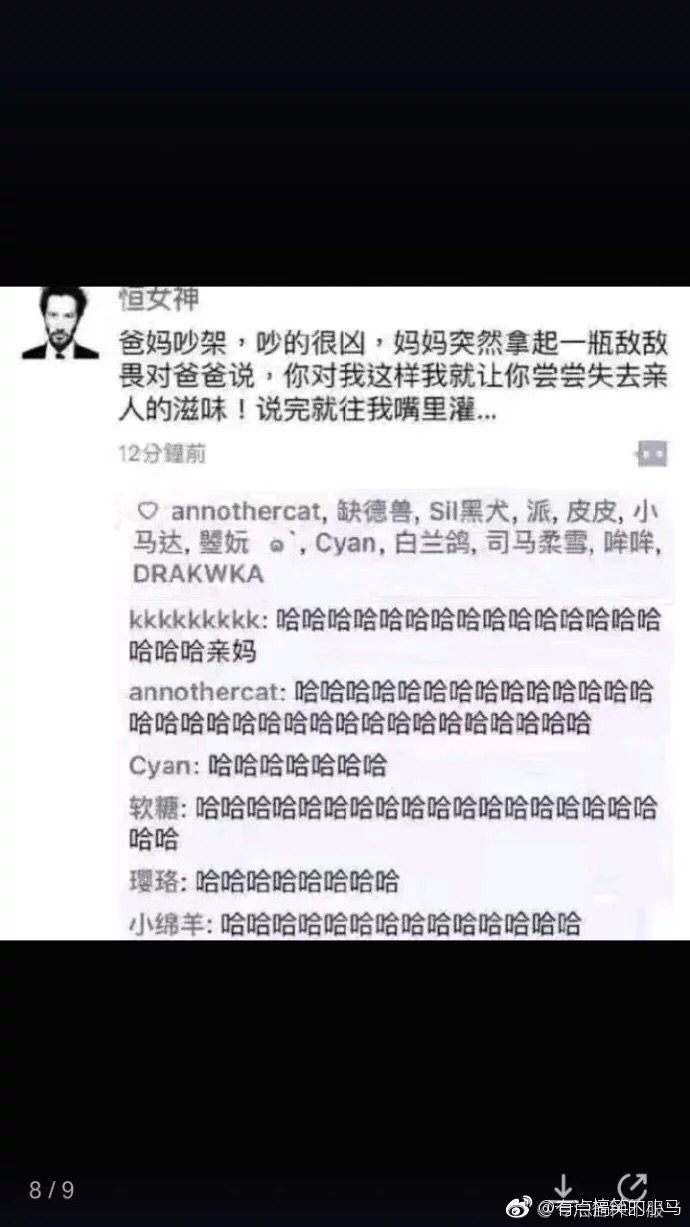 恒女神
爸妈吵架，吵的很凶，妈妈突然拿起一瓶敌敌
畏对爸爸说，你对我这样我就让你尝尝失去亲
人的滋味！说完就往我嘴里灌...
12分鐘前
♡ annothercat, 缺德兽, Sil黑犬, 派, 皮皮, 小
马达, 曌妧 ɷ`, Cyan, 白兰鸽, 司马柔雪, 哞哞,
DRAKWKA
kkkkkkkkk: 哈哈哈哈哈哈哈哈哈哈哈哈哈哈哈
哈哈哈亲妈
annothercat: 哈哈哈哈哈哈哈哈哈哈哈哈哈哈
哈哈哈哈哈哈哈哈哈哈哈哈哈哈哈哈哈哈
Cyan: 哈哈哈哈哈哈哈
软糖: 哈哈哈哈哈哈哈哈哈哈哈哈哈哈哈哈哈哈
哈哈
璎珞: 哈哈哈哈哈哈哈哈
小绵羊: 哈哈哈哈哈哈哈哈哈哈哈哈哈哈
8 / 9
@有点搞笑的小马